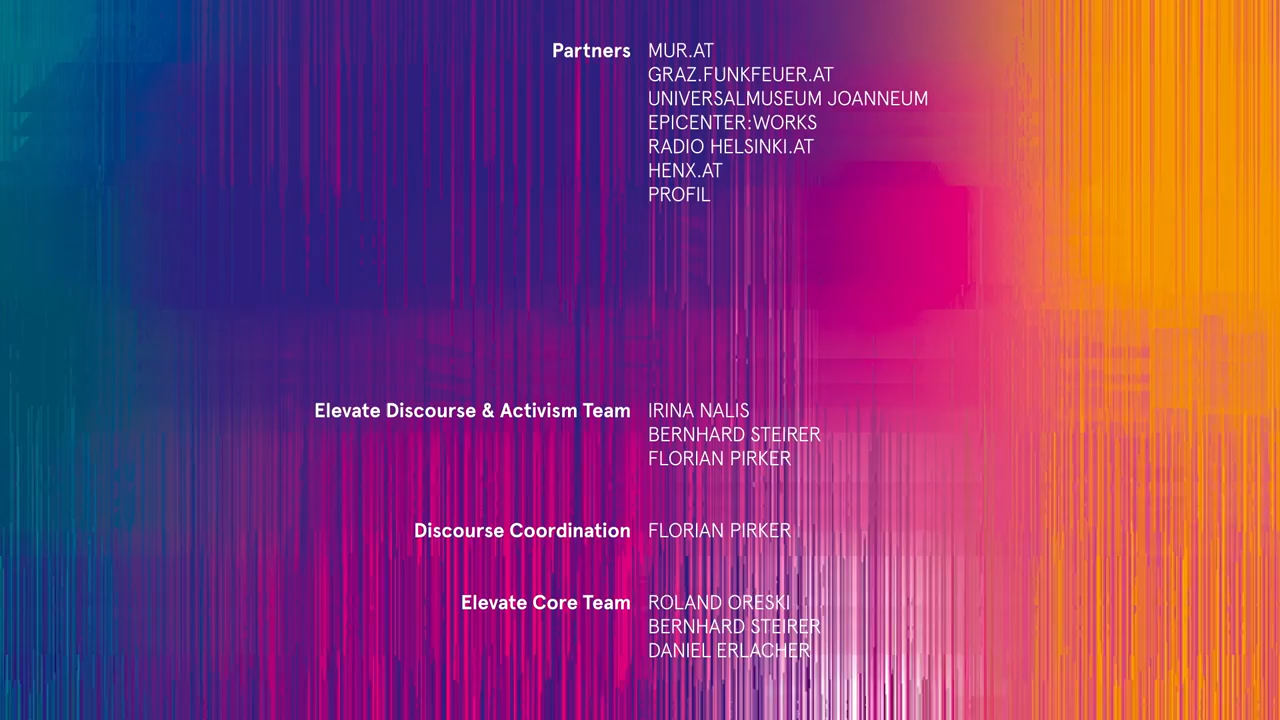 Partners MUR.AT
GRAZ.FUNKFEUER.AT
UNIVERSALMUSEUM JOANNEUM
EPICENTER:WORKS
RADIO HELSINKI.AT
HENX.AT
PROFIL
Elevate Discourse & Activism Team IRINA NALIS
BERNHARD STEIRER
FLORIAN PIRKER
Discourse Coordination FLORIAN PIRKER
Elevate Core Team ROLAND ORESKI
BERNHARD STEIRER
DANIEL ERLACHER